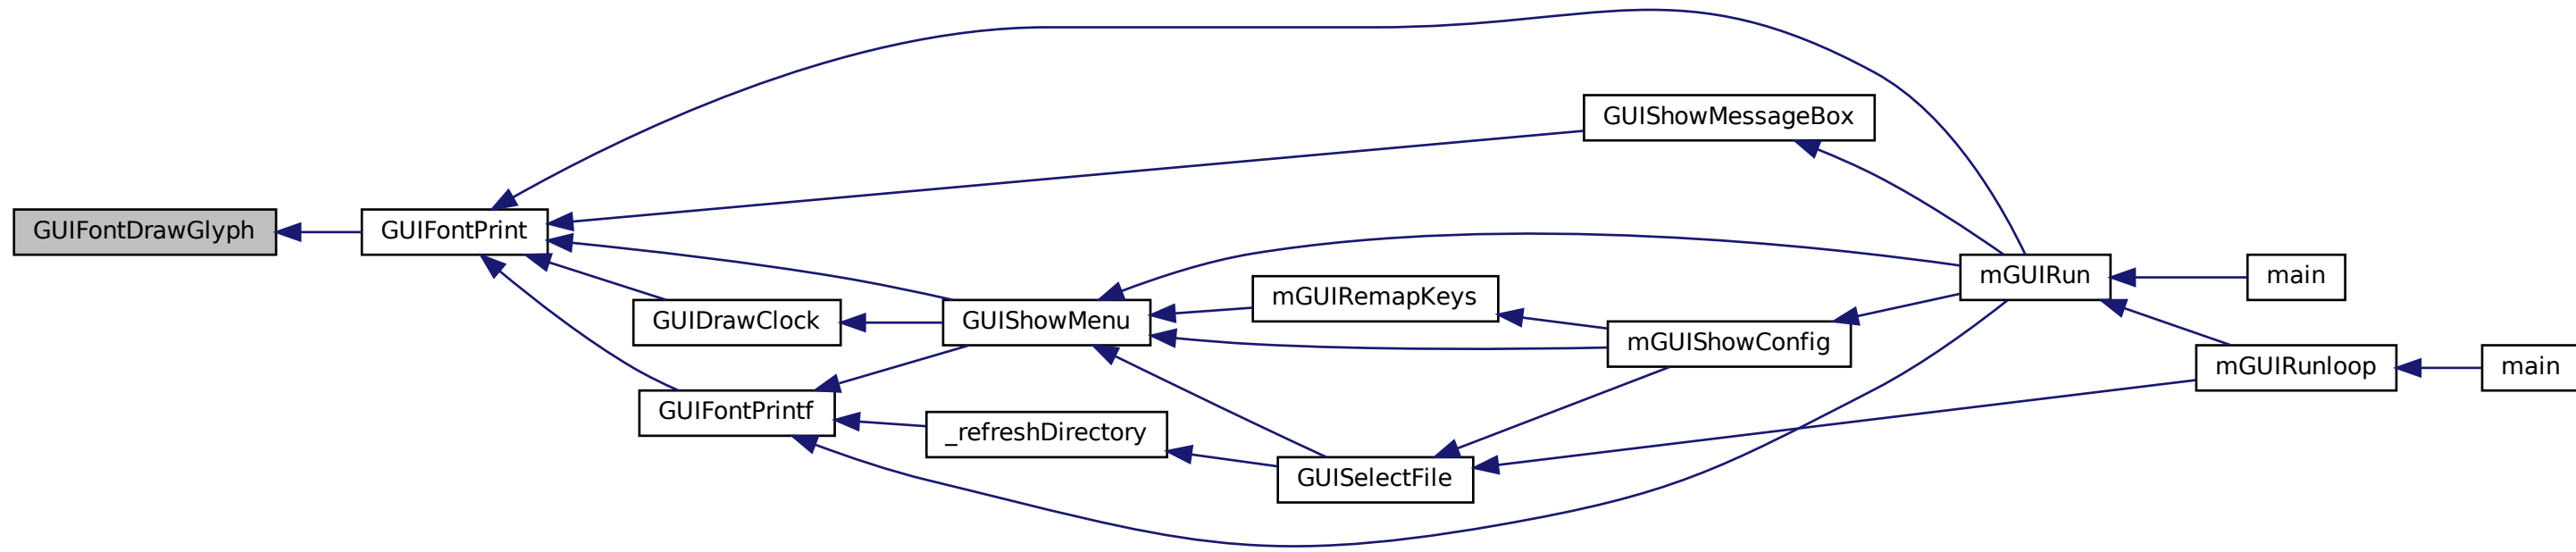 GUIShowMessageBox
GUIFontDrawGlyph
GUIFontPrint
mGUIRun
main
mGUIRemapKeys
GUIDrawClock
GUIShowMenu
mGUIShowConfig
mGUIRunloop
main
GUIFontPrintf
_refreshDirectory
GUISelectFile